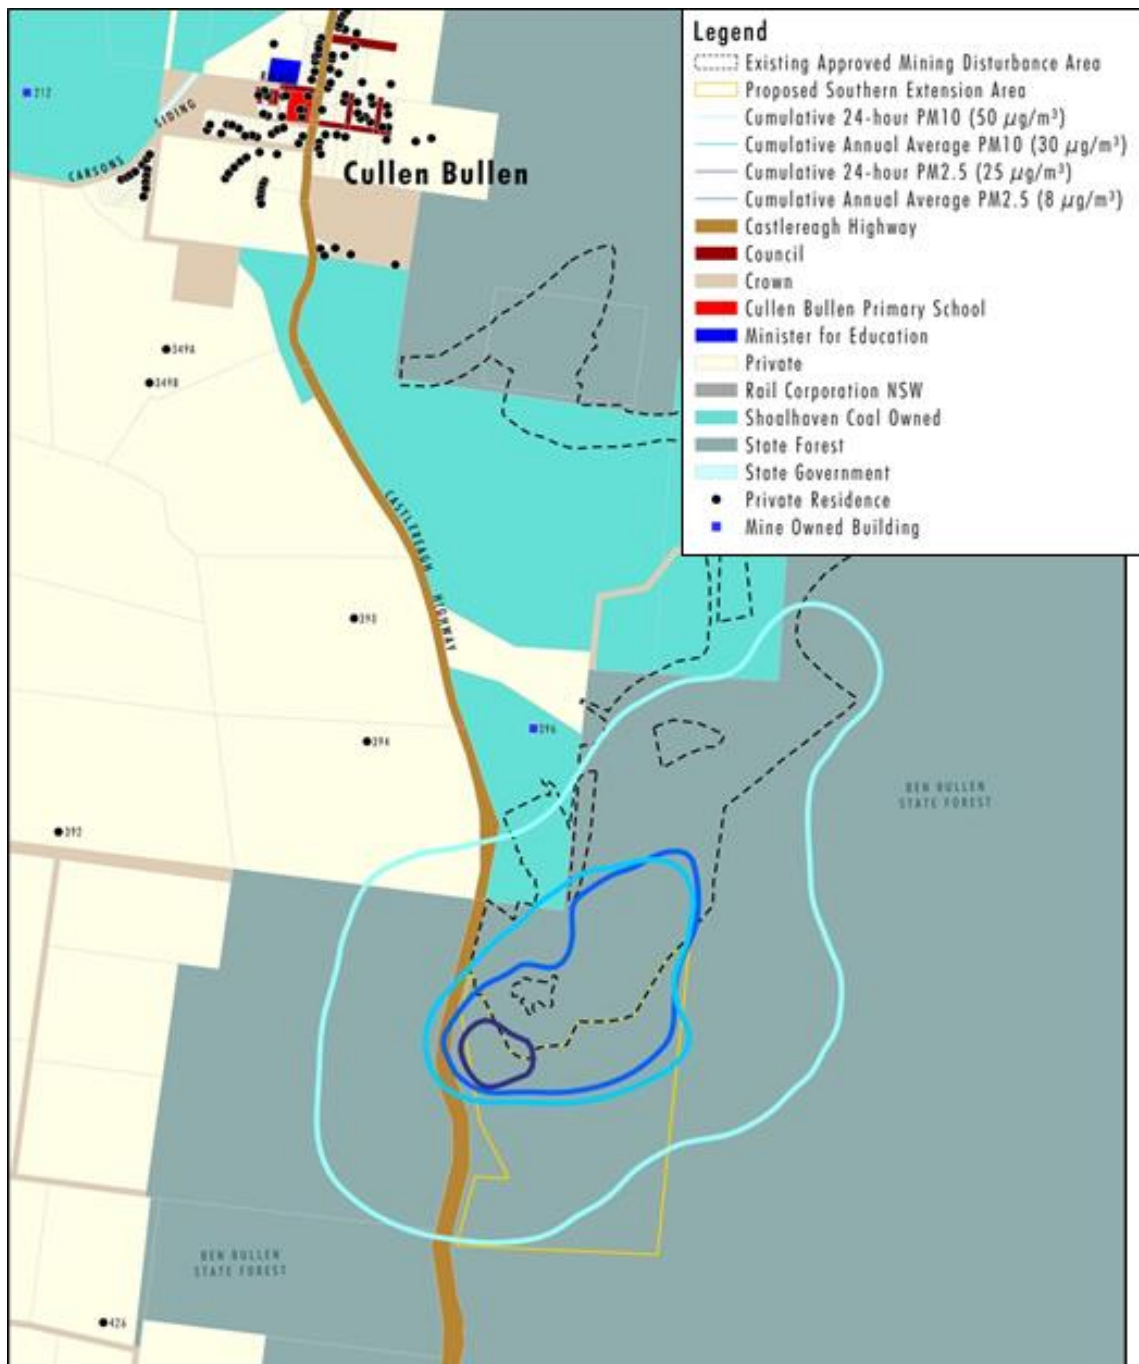 Legend
Existing Approved Mining Disturbance Area
Proposed Southern Extension Area
Cumulative 24-hour PM10 (50 µg/m³)
Cumulative Annual Average PM10 (30 µg/m³)
Cumulative 24-hour PM2.5 (25 µg/m³)
Cumulative Annual Average PM2.5 (8 µg/m³)
Castlereagh Highway
Council
Crown
Cullen Bullen Primary School
Minister for Education
Private
Rail Corporation NSW
Shoalhaven Coal Owned
State Forest
State Government
Private Residence
Mine Owned Building
212
CARSONS SIDING
Cullen Bullen
349A
349B
CASTLEREAGH HIGHWAY
390
394
396
392
BEN BULLEN
STATE FOREST
BEN BULLEN
STATE FOREST
426